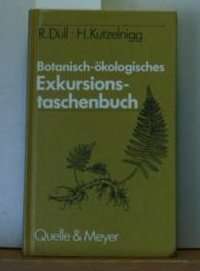 R. Düll · H. Kutzelnigg
Botanisch-ökologisches
Exkursions-
taschenbuch
Quelle & Meyer